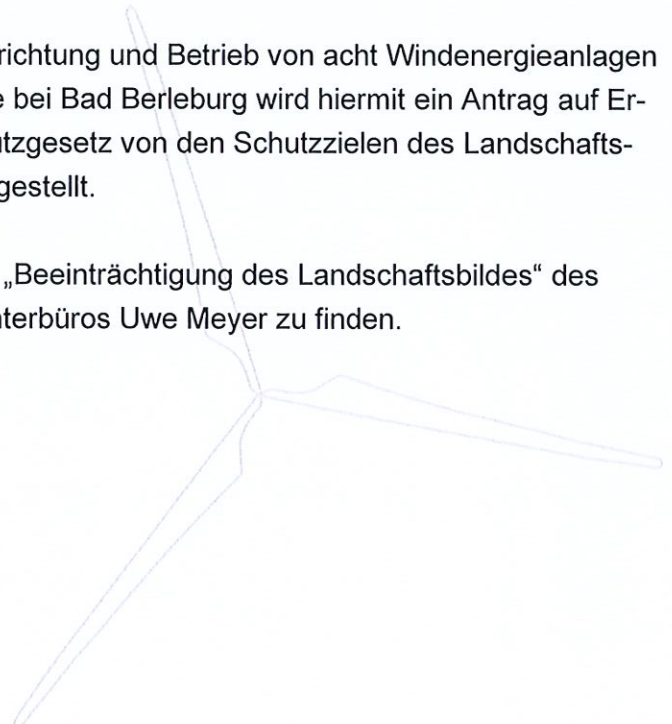 richtung und Betrieb von acht Windenergieanlagen
e bei Bad Berleburg wird hiermit ein Antrag auf Er-
tzgesetz von den Schutzzielen des Landschafts-
gestellt.
„Beeinträchtigung des Landschaftsbildes“ des
terbüros Uwe Meyer zu finden.